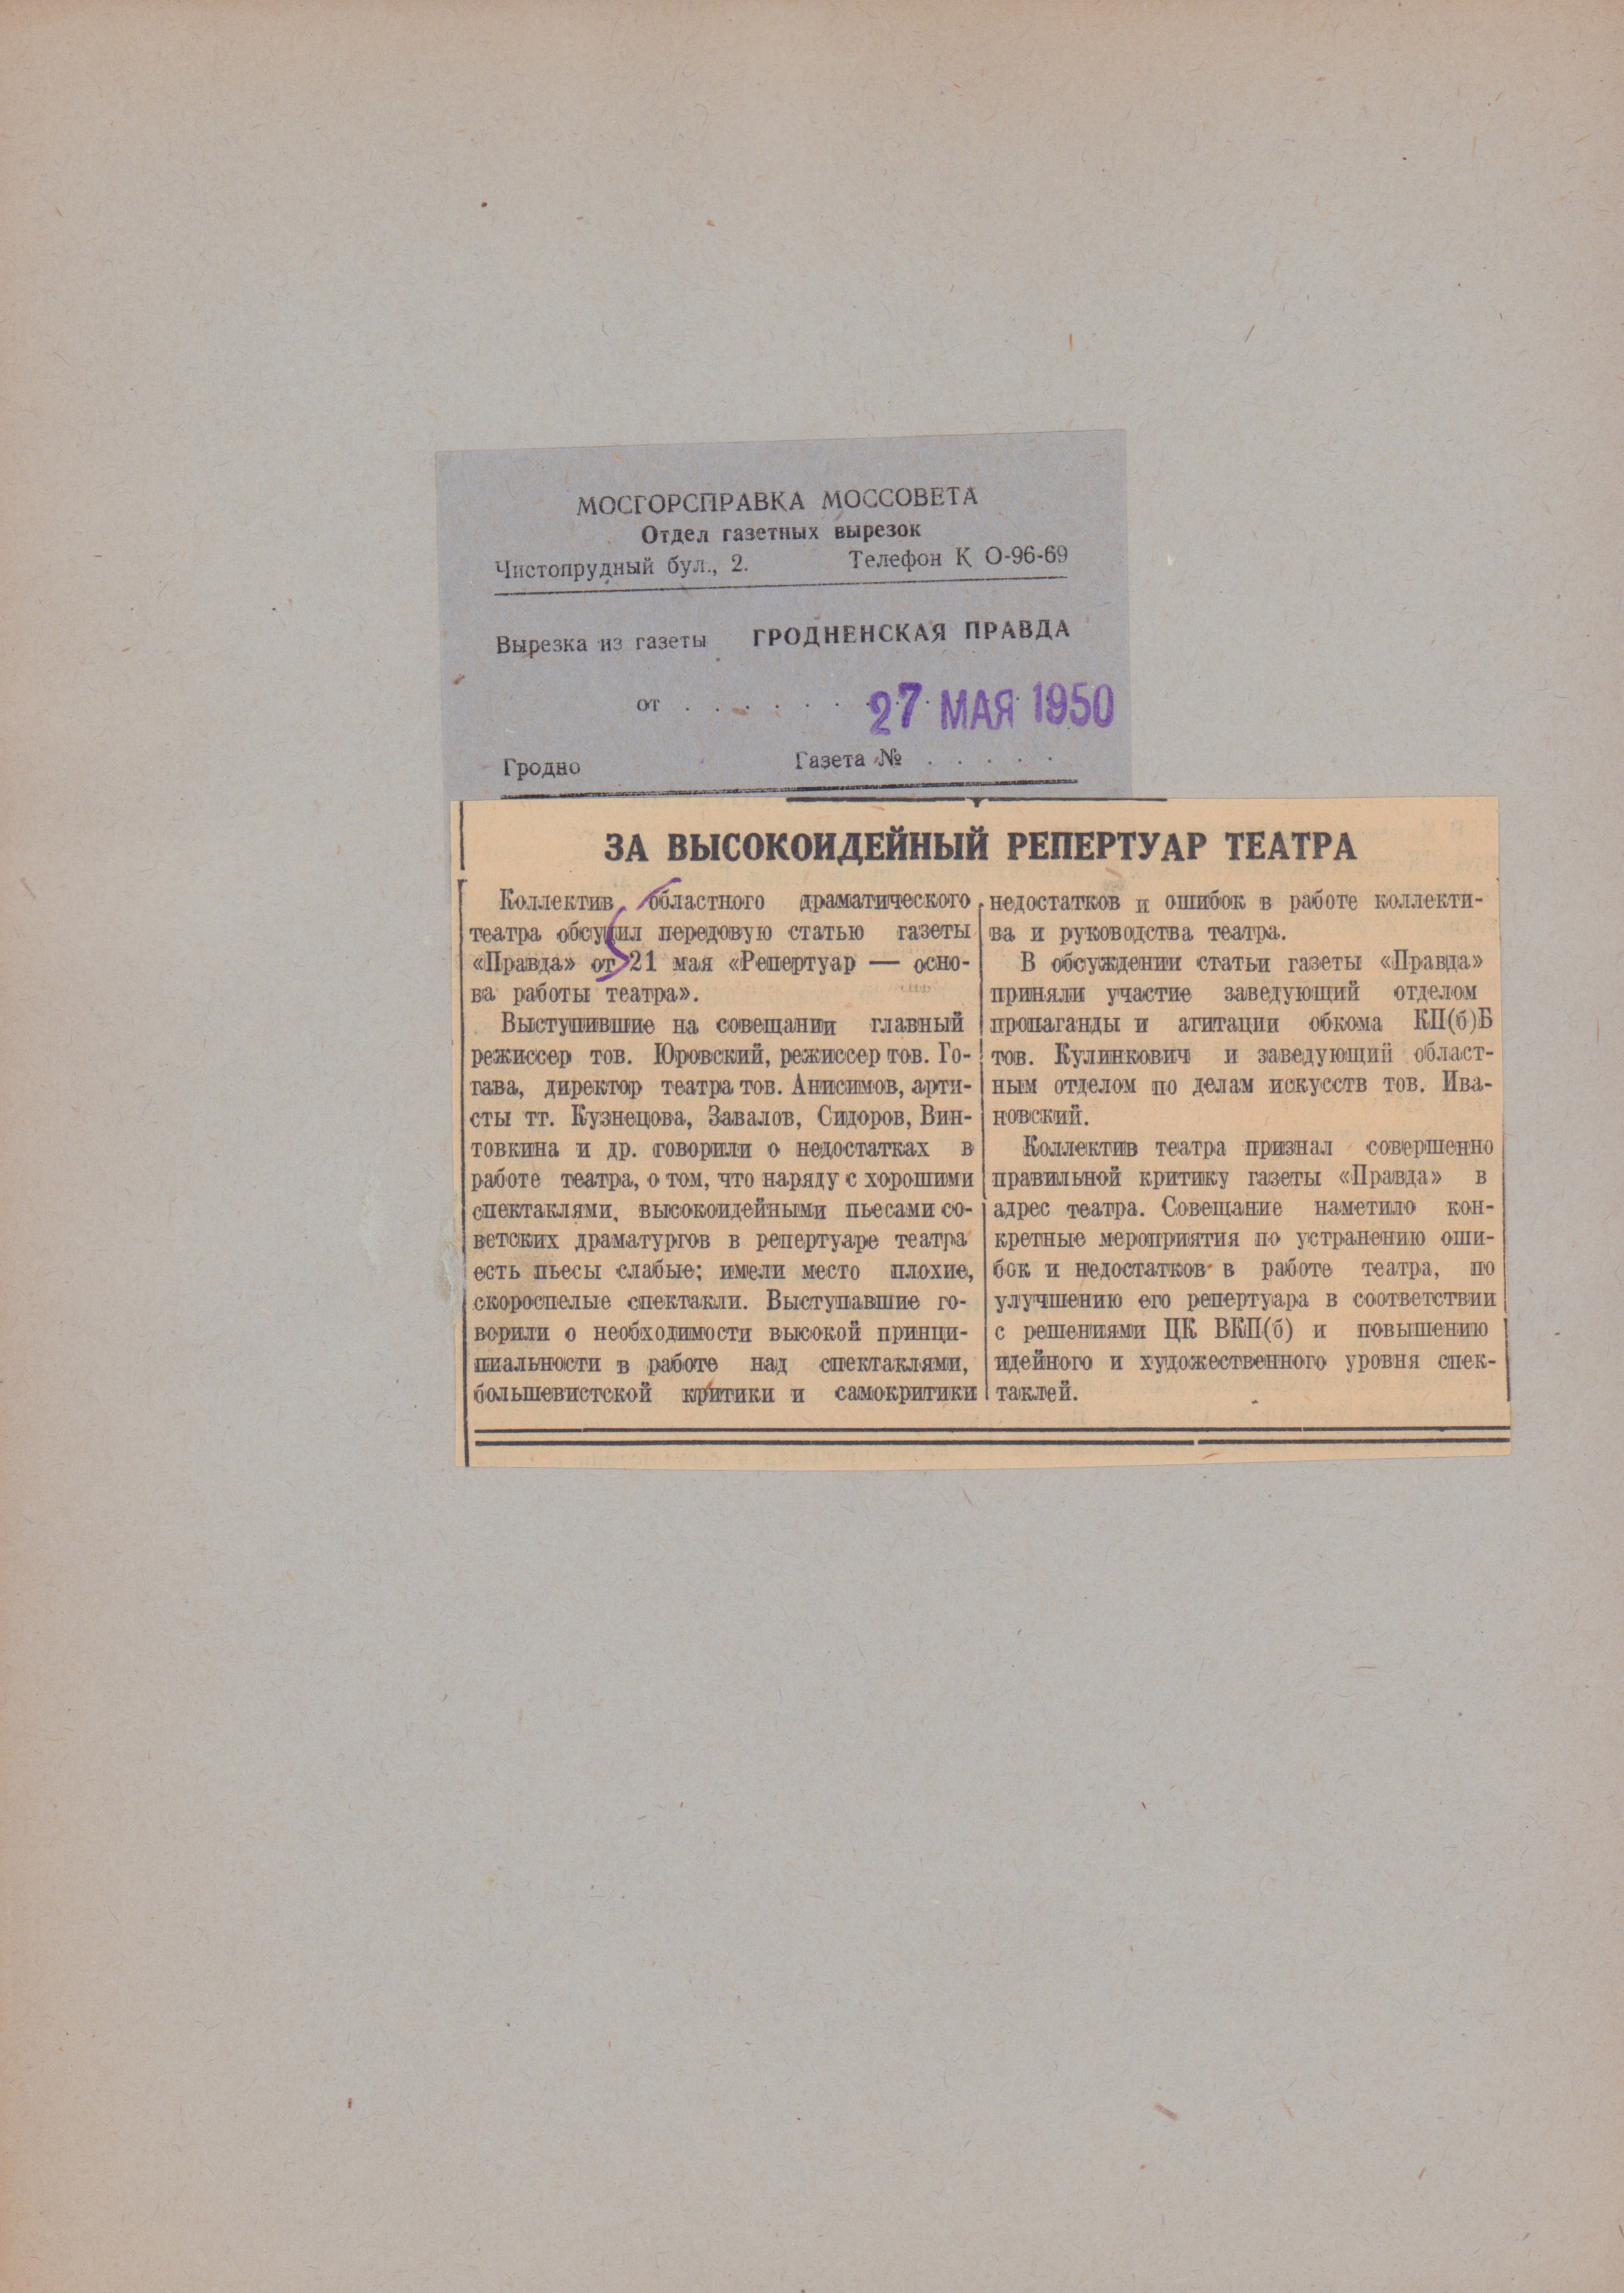 МОСГОРСПРАВКА МОССОВЕТА
Отдел газетных вырезок
Чистопрудный бул., 2. Телефон К 0-96-69
Вырезка из газеты ГРОДНЕНСКАЯ ПРАВДА
от . . . . . . . . . . . 27 МАЯ 1950
Гродно Газета № . . . . .
ЗА ВЫСОКОИДЕЙНЫЙ РЕПЕРТУАР ТЕАТРА
Коллектив областного драматического
театра обсудил передовую статью газеты
«Правда» от 21 мая «Репертуар — осно-
ва работы театра».
Выступившие на совещании главный
режиссер тов. Юровский, режиссер тов. Го-
гава, директор театра тов. Анисимов, арти-
сты тт. Кузнецова, Завалов, Сидоров, Вин-
товкина и др. говорили о недостатках в
работе театра, о том, что наряду с хорошими
спектаклями, высокоидейными пьесами со-
ветских драматургов в репертуаре театра
есть пьесы слабые; имели место плохие,
скороспелые спектакли. Выступавшие го-
ворили о необходимости высокой принци-
пиальности в работе над спектаклями,
большевистской критики и самокритики
недостатков и ошибок в работе коллекти-
ва и руководства театра.
В обсуждении статьи газеты «Правда»
приняли участие заведующий отделом
пропаганды и агитации обкома КП(б)Б
тов. Кулинкович и заведующий област-
ным отделом по делам искусств тов. Ива-
новский.
Коллектив театра признал совершенно
правильной критику газеты «Правда» в
адрес театра. Совещание наметило кон-
кретные мероприятия по устранению оши-
бок и недостатков в работе театра, по
улучшению его репертуара в соответствии
с решениями ЦК ВКП(б) и повышению
идейного и художественного уровня спек-
таклей.